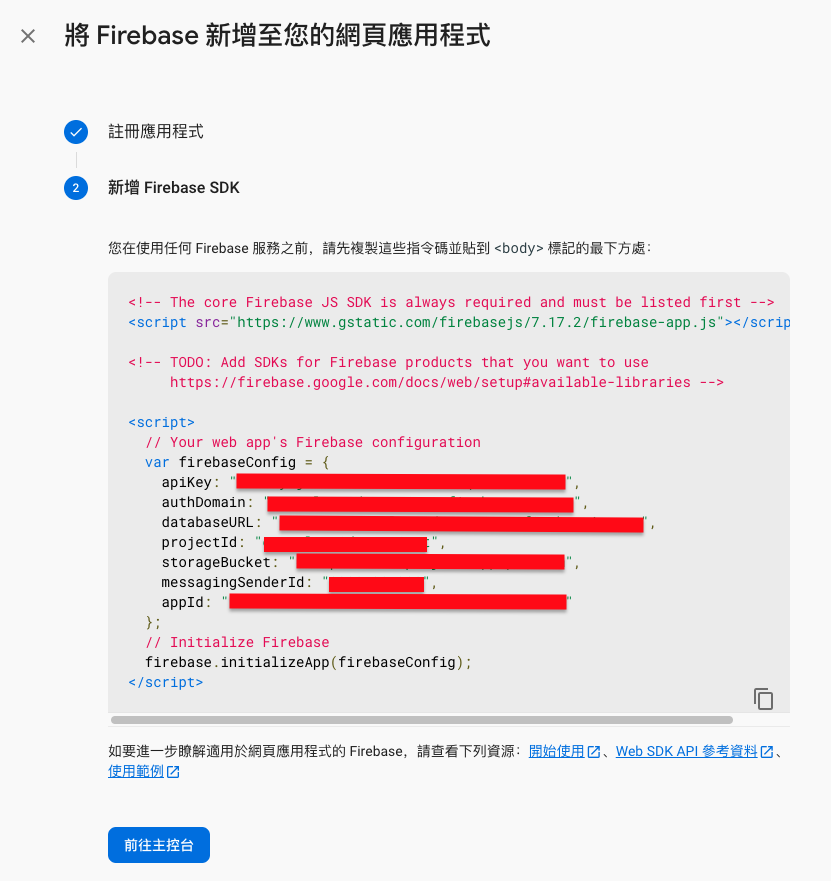 將 Firebase 新增至您的網頁應用程式
註冊應用程式
2 新增 Firebase SDK
您在使用任何 Firebase 服務之前，請先複製這些指令碼並貼到 <body> 標記的最下方處：
<!-- The core Firebase JS SDK is always required and must be listed first -->
<script src="https://www.gstatic.com/firebasejs/7.17.2/firebase-app.js"></scrip
<!-- TODO: Add SDKs for Firebase products that you want to use
https://firebase.google.com/docs/web/setup#available-libraries -->
<script>
// Your web app's Firebase configuration
var firebaseConfig = {
apiKey: "",
authDomain: "",
databaseURL: "",
projectId: "",
storageBucket: "",
messagingSenderId: "",
appId: ""
};
// Initialize Firebase
firebase.initializeApp(firebaseConfig);
</script>
如要進一步瞭解適用於網頁應用程式的 Firebase，請查看下列資源：開始使用、Web SDK API 參考資料、
使用範例
前往主控台